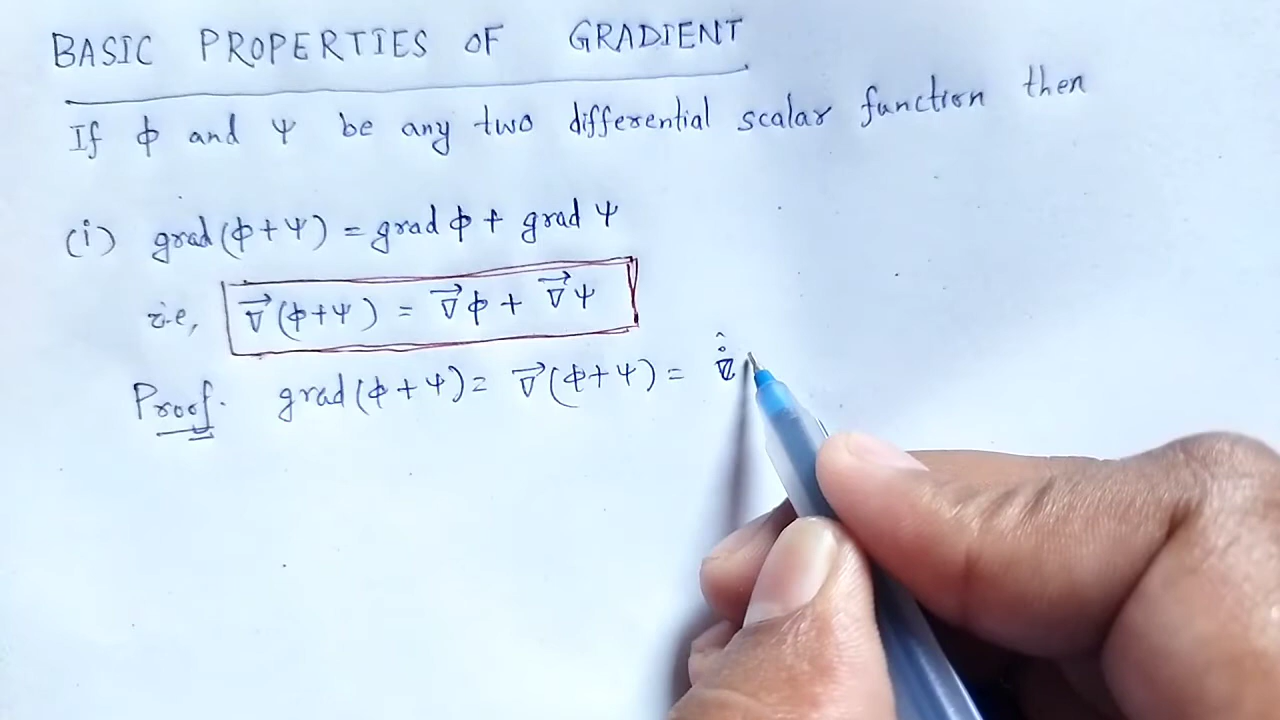 BASIC PROPERTIES OF GRADIENT
If ϕ and ψ be any two differential scalar function then
(i) grad(ϕ+ψ) = grad ϕ + grad ψ
i.e, ∇⃗(ϕ+ψ) = ∇⃗ϕ + ∇⃗ψ
Proof. grad(ϕ+ψ) = ∇⃗(ϕ+ψ) =